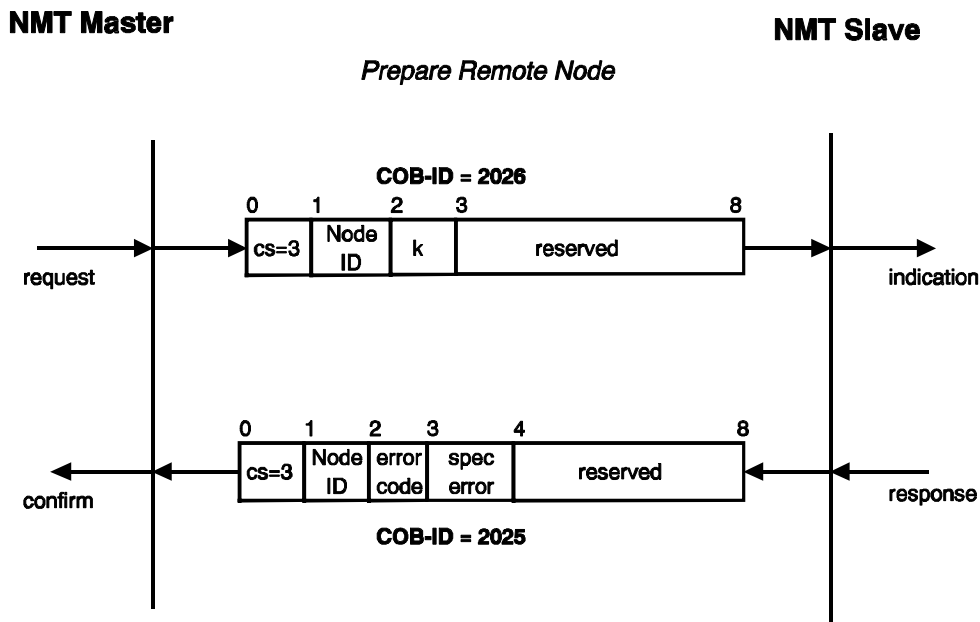 NMT Master
NMT Slave
Prepare Remote Node
COB-ID = 2026
0 1 2 3 8
cs=3 Node ID k reserved
request
indication
0 1 2 3 4 8
cs=3 Node ID error code spec error reserved
confirm
response
COB-ID = 2025